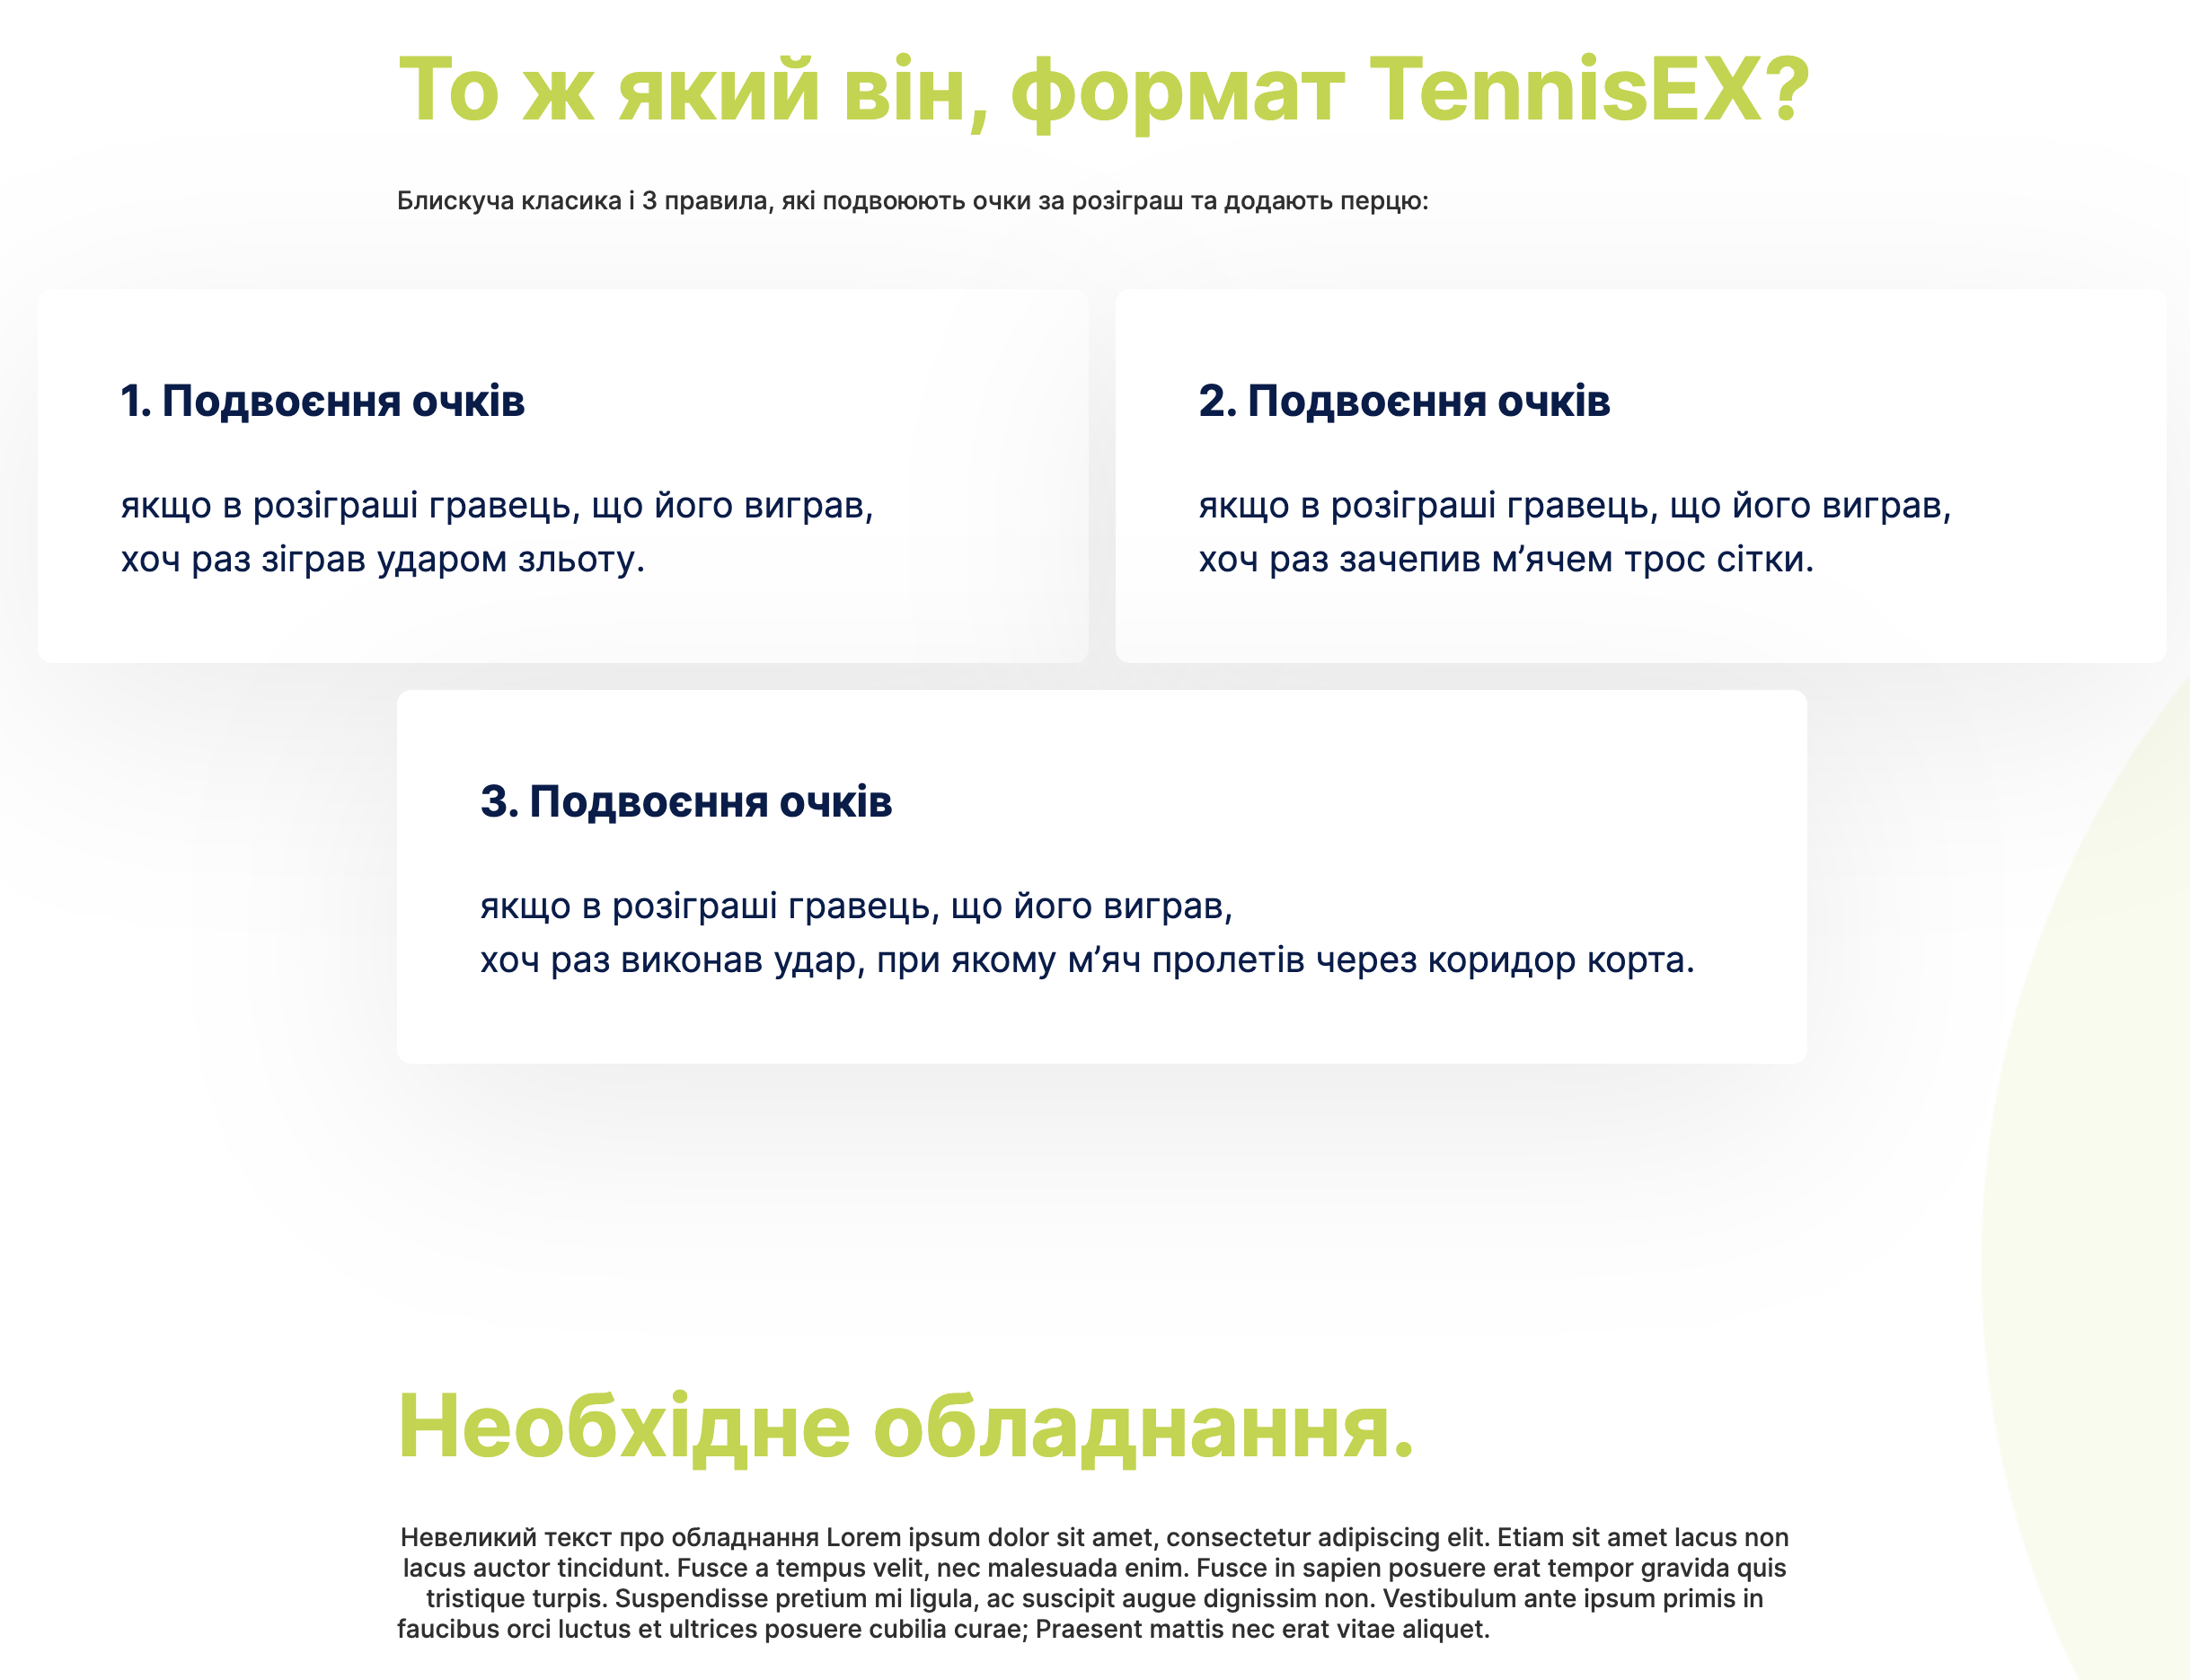 То ж який він, формат TennisEX?
Блискуча класика і 3 правила, які подвоюють очки за розіграш та додають перцю:
1. Подвоєння очків
якщо в розіграші гравець, що його виграв,
хоч раз зіграв ударом зльоту.
2. Подвоєння очків
якщо в розіграші гравець, що його виграв,
хоч раз зачепив м’ячем трос сітки.
3. Подвоєння очків
якщо в розіграші гравець, що його виграв,
хоч раз виконав удар, при якому м’яч пролетів через коридор корта.
Необхідне обладнання.
Невеликий текст про обладнання Lorem ipsum dolor sit amet, consectetur adipiscing elit. Etiam sit amet lacus non
lacus auctor tincidunt. Fusce a tempus velit, nec malesuada enim. Fusce in sapien posuere erat tempor gravida quis
tristique turpis. Suspendisse pretium mi ligula, ac suscipit augue dignissim non. Vestibulum ante ipsum primis in
faucibus orci luctus et ultrices posuere cubilia curae; Praesent mattis nec erat vitae aliquet.